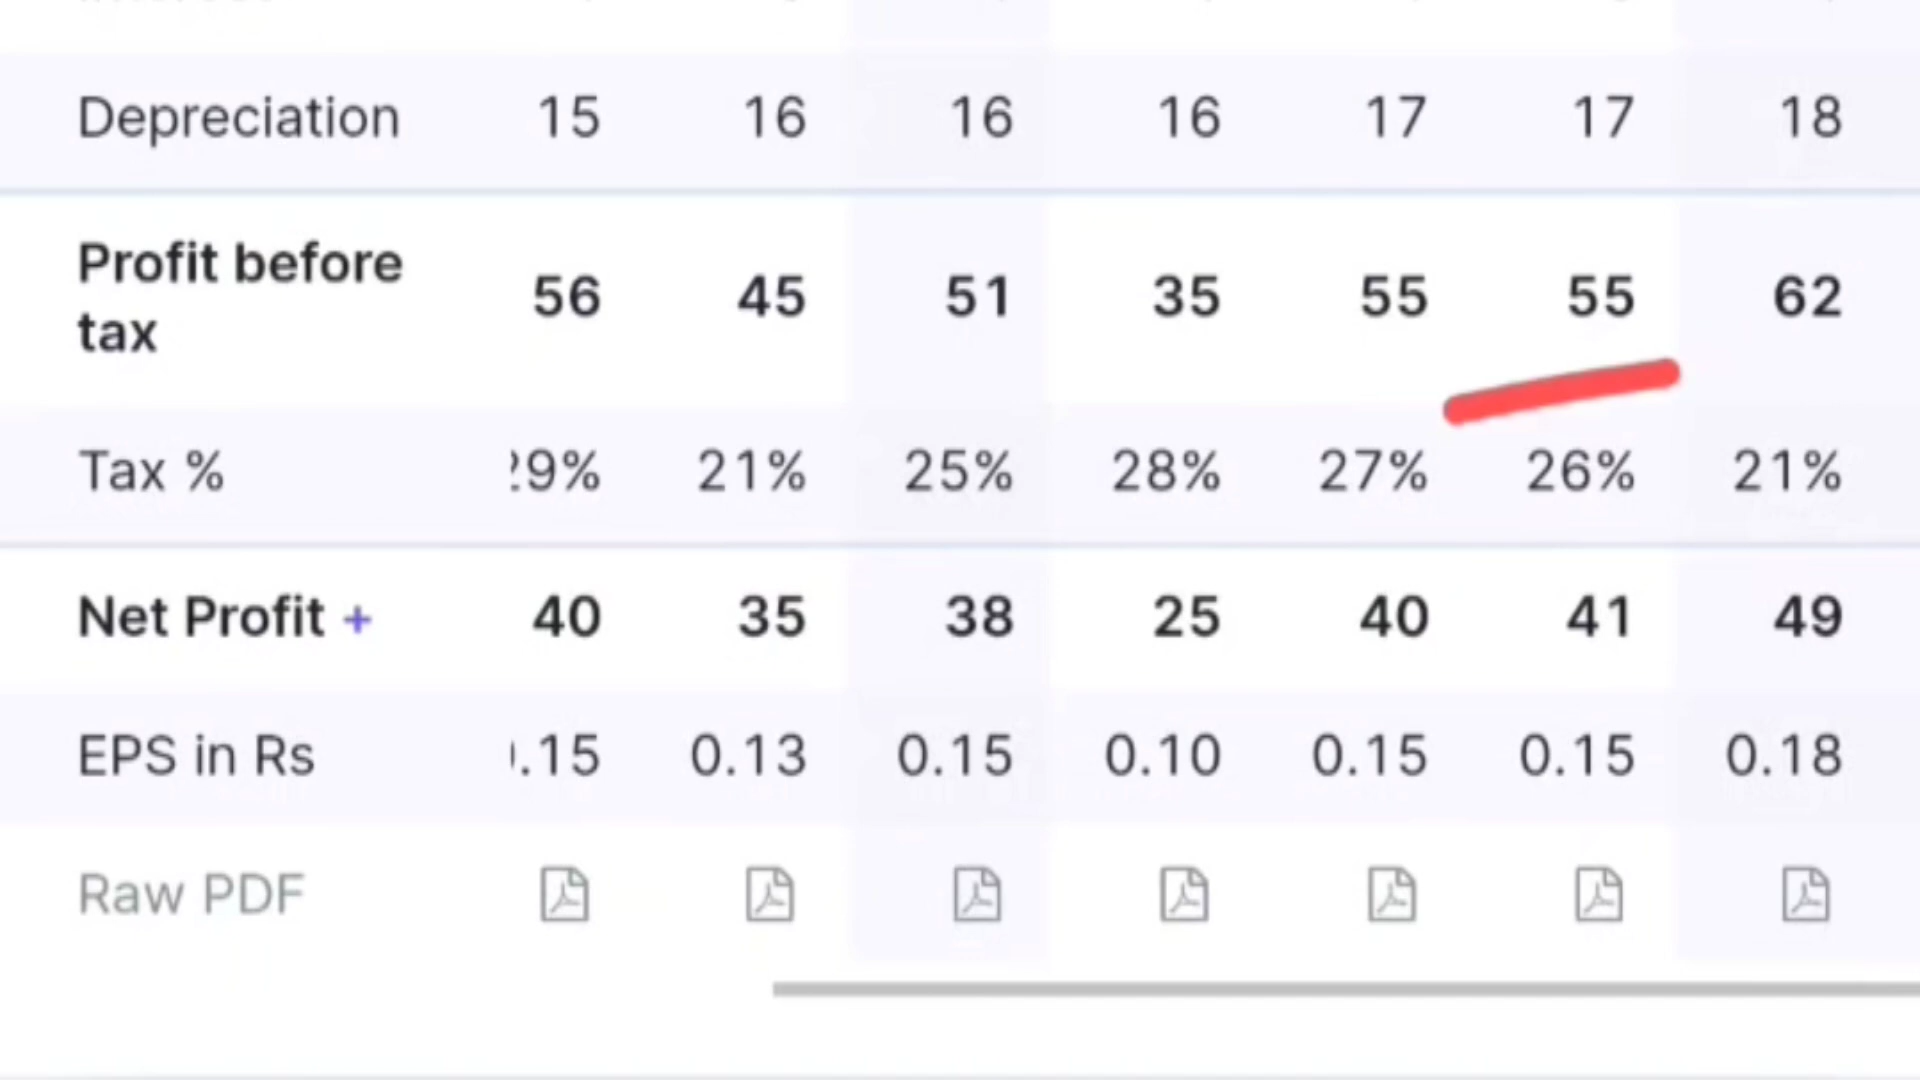 Depreciation 15 16 16 16 17 17 18
Profit before tax 56 45 51 35 55 55 62
Tax % 29% 21% 25% 28% 27% 26% 21%
Net Profit + 40 35 38 25 40 41 49
EPS in Rs .15 0.13 0.15 0.10 0.15 0.15 0.18
Raw PDF